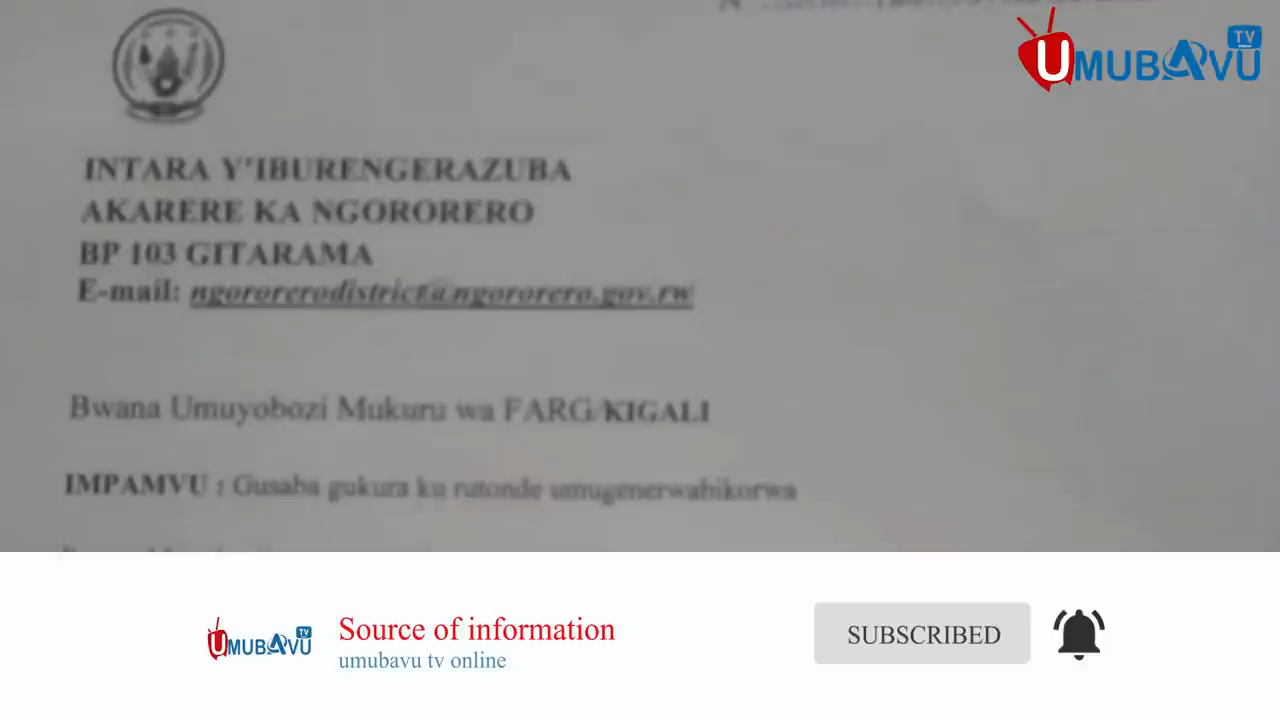 UMUBAVU TV
INTARA Y'IBURENGERAZUBA
AKARERE KA NGORORERO
BP 103 GITARAMA
E-mail: ngororerodistrict@ngororero.gov.rw
Bwana Umuyobozi Mukuru wa FARG/KIGALI
IMPAMVU : Gusaba gukura ku rutonde umugenerwabikorwa
UMUBAVU TV
Source of information
umubavu tv online
SUBSCRIBED